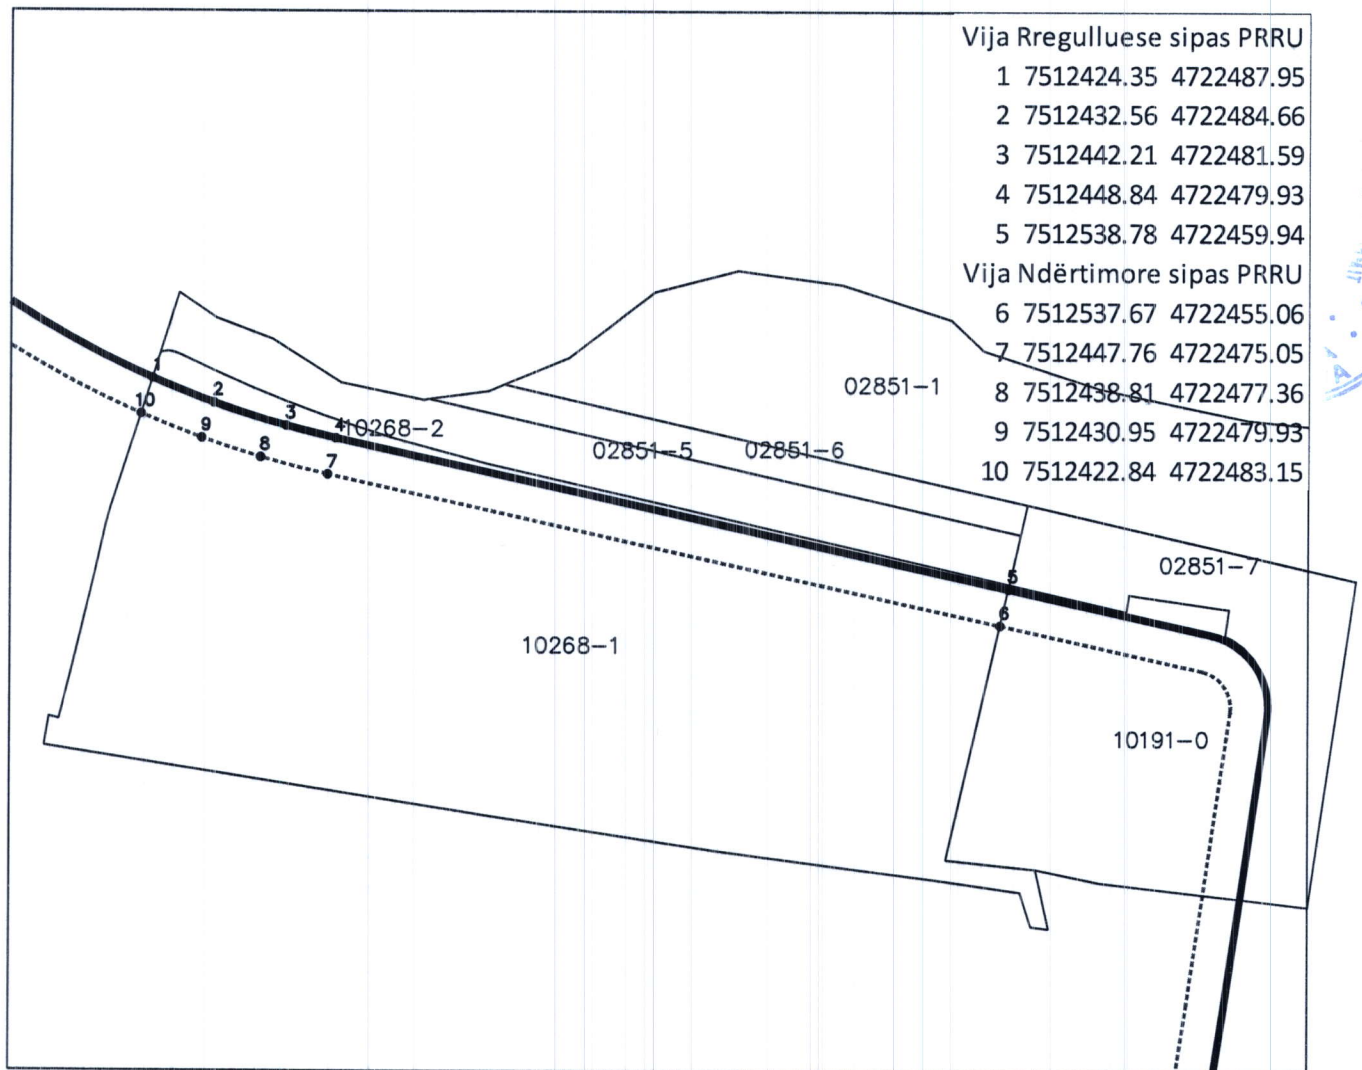 Vija Rregulluese sipas PRRU
1 7512424.35 4722487.95
2 7512432.56 4722484.66
3 7512442.21 4722481.59
4 7512448.84 4722479.93
5 7512538.78 4722459.94
Vija Ndërtimore sipas PRRU
6 7512537.67 4722455.06
7 7512447.76 4722475.05
8 7512438.81 4722477.36
9 7512430.95 4722479.93
10 7512422.84 4722483.15
1
2
3
4
10
9
8
7
10268-2
02851-1
02851-5
02851-6
5
6
02851-7
10268-1
10191-0